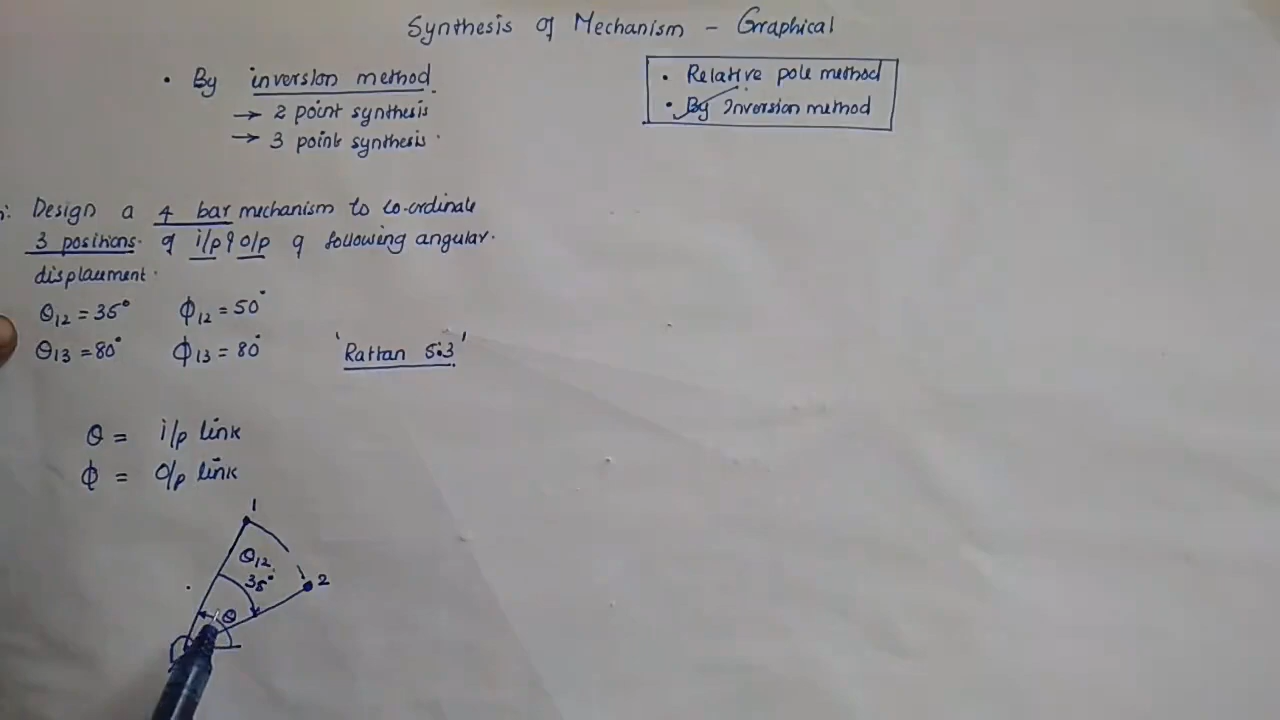 Synthesis of Mechanism - Graphical
• By inversion method
→ 2 point synthesis
→ 3 point synthesis
• Relative pole method
• By Inversion method
Design a 4 bar mechanism to co-ordinate
3 positions of i/p & o/p of following angular
displament.
θ12 = 35° ϕ12 = 50°
θ13 = 80° ϕ13 = 80°
'Rattan 5.3'
θ = i/p link
ϕ = o/p link
1
θ12
35°
2
θ